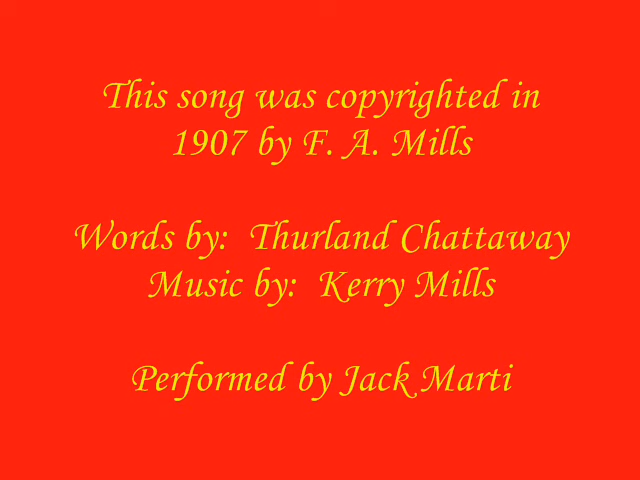 This song was copyrighted in
1907 by F. A. Mills
Words by: Thurland Chattaway
Music by: Kerry Mills
Performed by Jack Marti